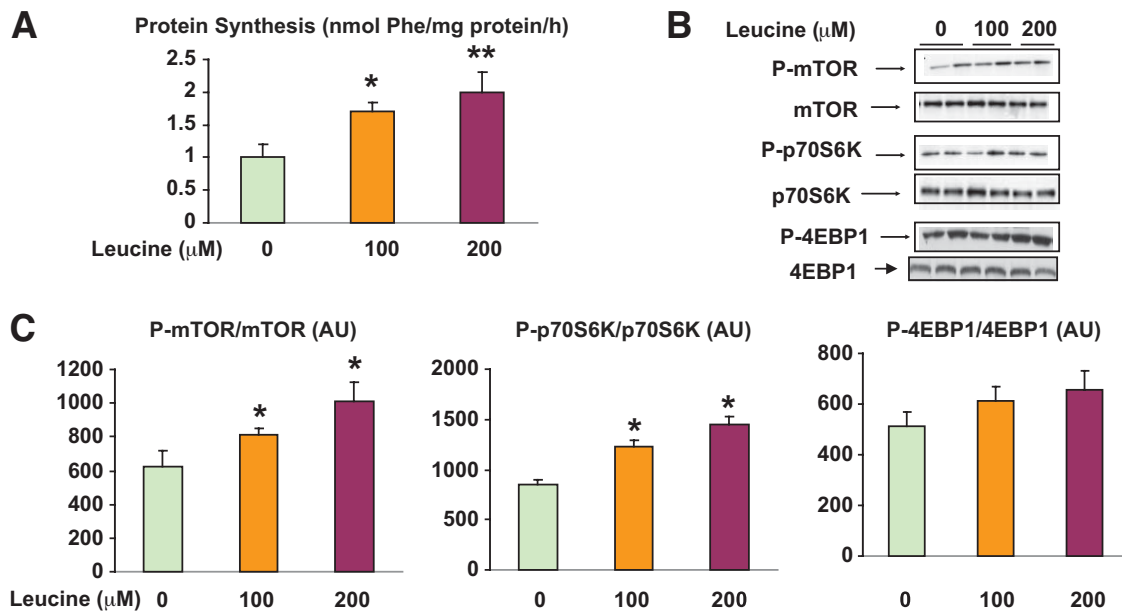 A
Protein Synthesis (nmol Phe/mg protein/h)
2.5
2
1.5
1
0.5
0
*
**
Leucine (μM)
0 100 200
B
Leucine (μM) 0 100 200
P-mTOR
mTOR
P-p70S6K
p70S6K
P-4EBP1
4EBP1
C
P-mTOR/mTOR (AU)
1200
1000
800
600
400
200
0
*
*
Leucine (μM) 0 100 200
P-p70S6K/p70S6K (AU)
2000
1500
1000
500
0
*
*
0 100 200
P-4EBP1/4EBP1 (AU)
800
600
400
200
0
0 100 200